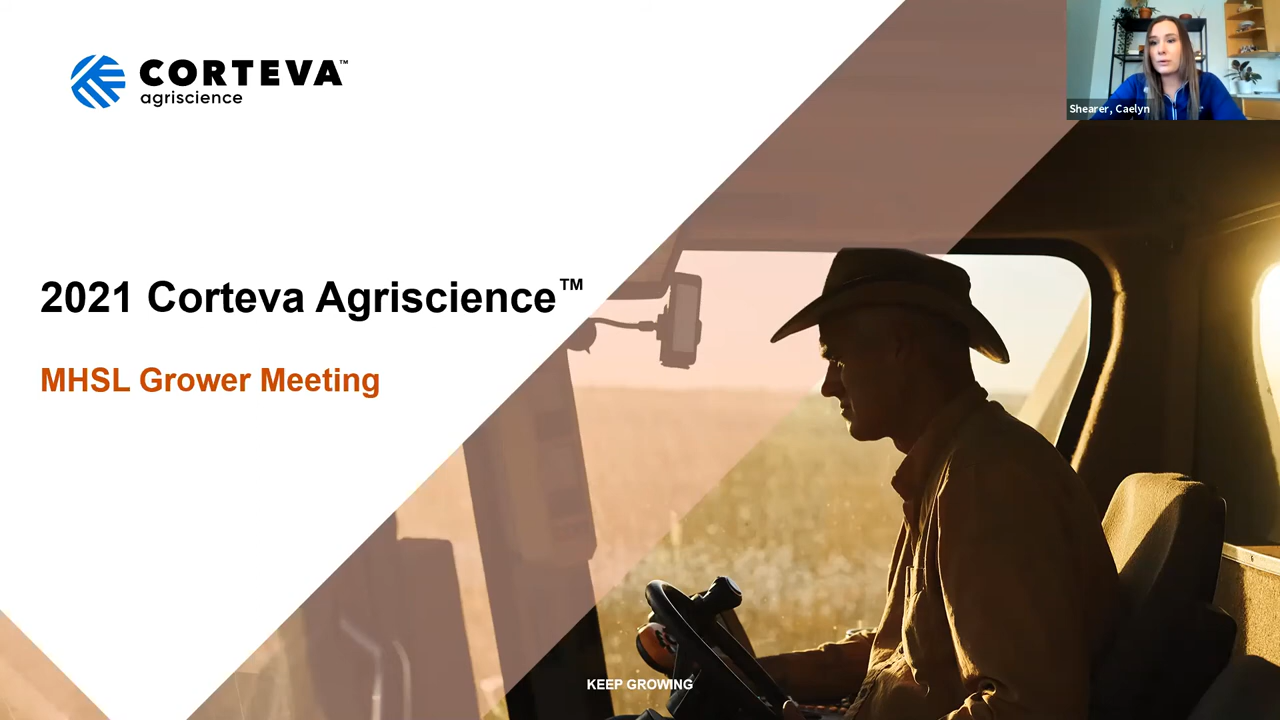 CORTEVA™
agriscience
Shearer, Caelyn
2021 Corteva Agriscience™
MHSL Grower Meeting
KEEP GROWING